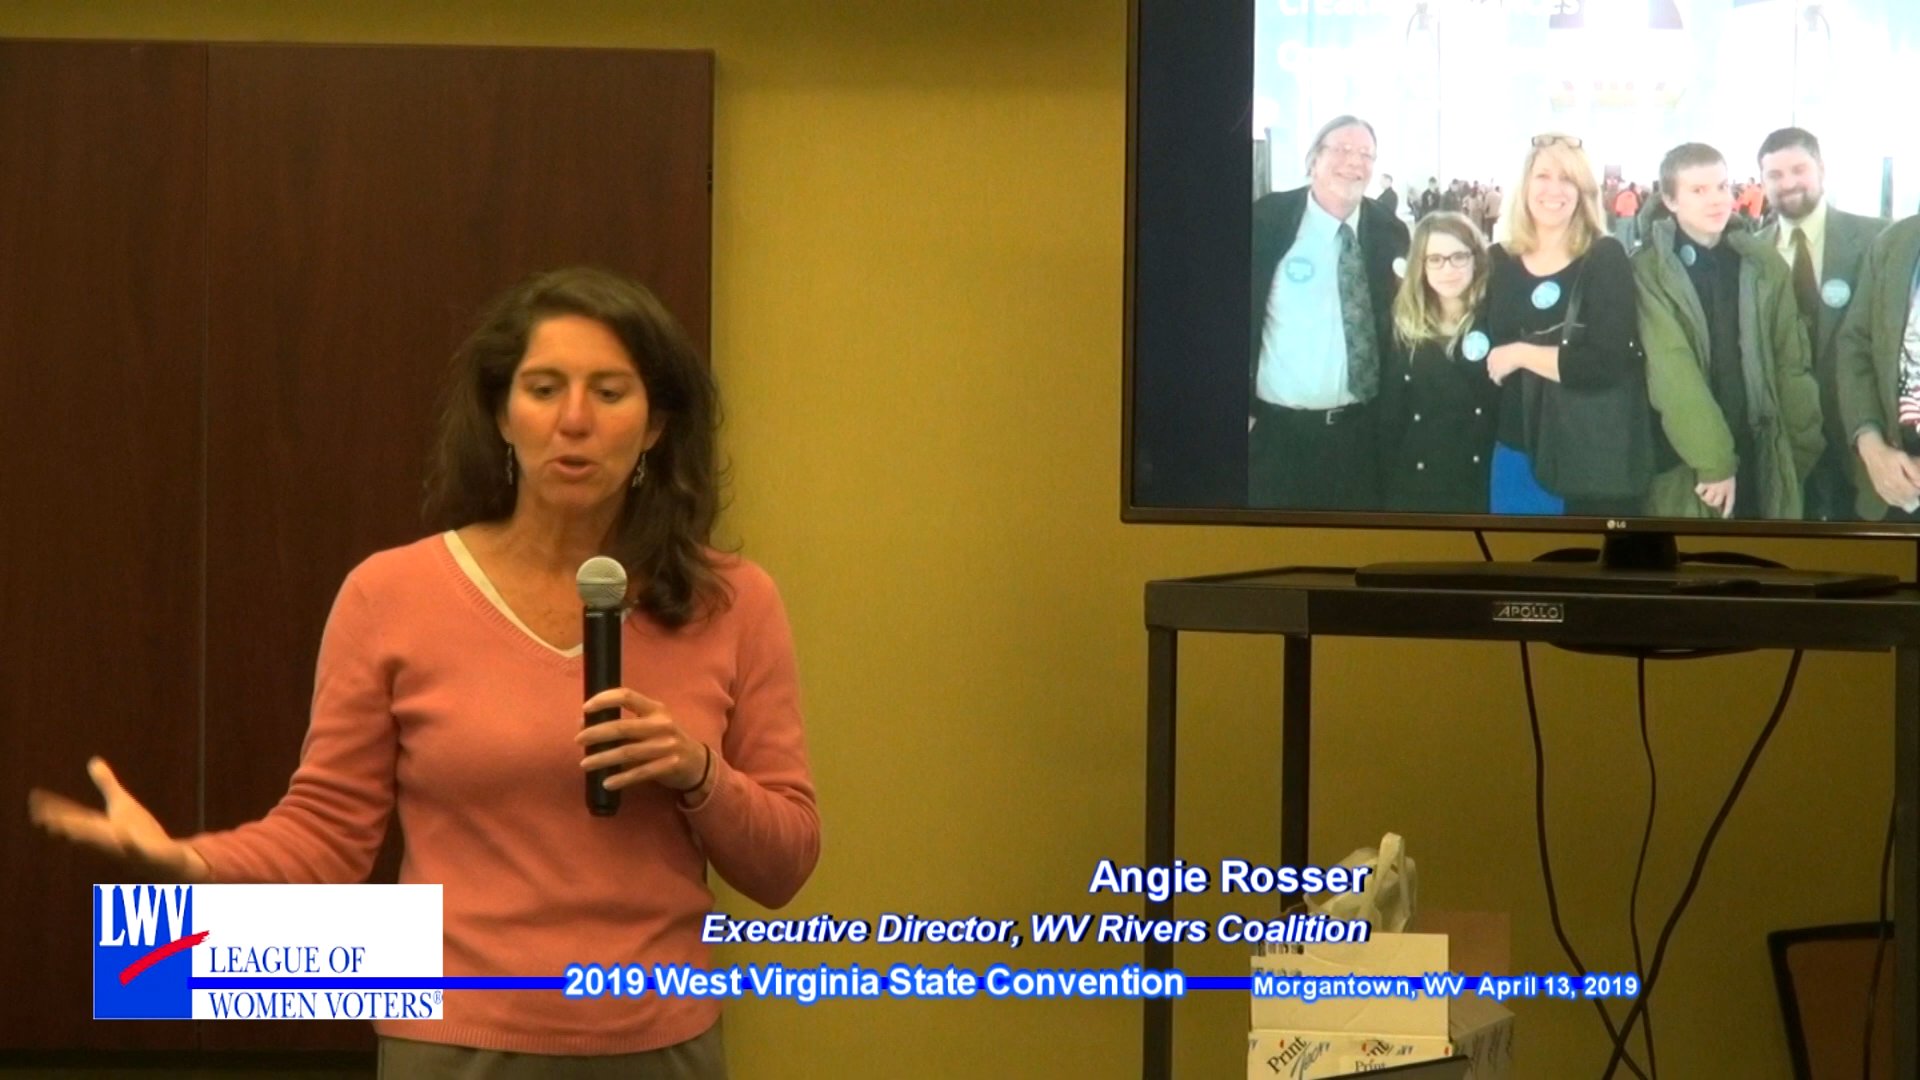 LG
APOLLO
Angie Rosser
Executive Director, WV Rivers Coalition
LWV
LEAGUE OF
WOMEN VOTERS®
2019 West Virginia State Convention
Morgantown, WV April 13, 2019
Print
Print